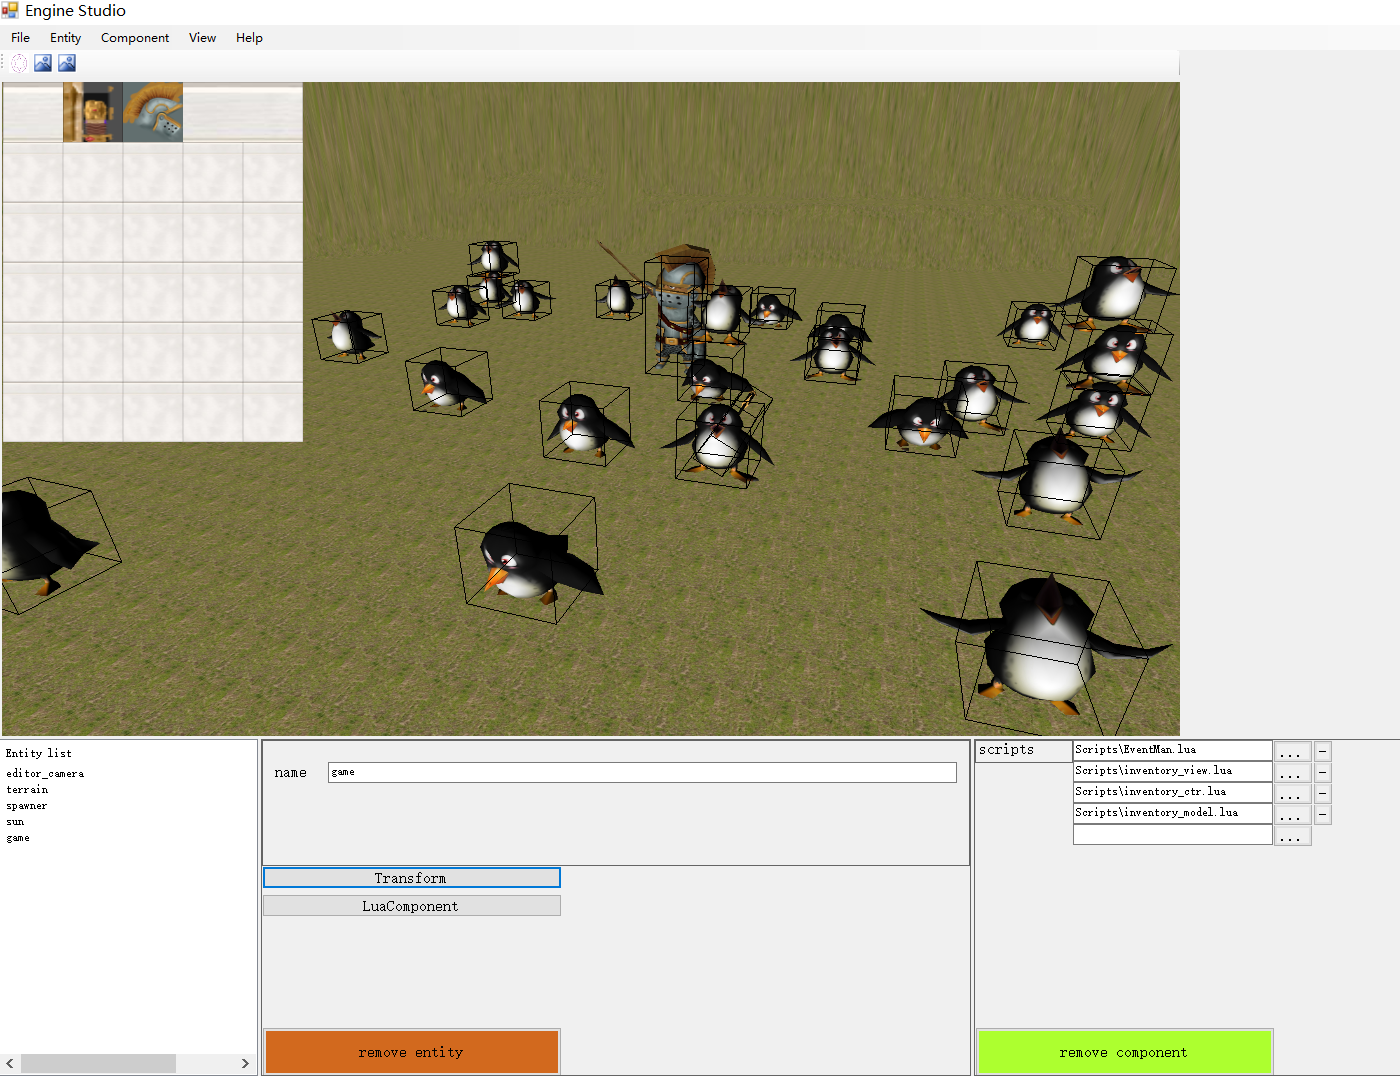 Engine Studio
File Entity Component View Help
Entity list
editor_camera
terrain
spawner
sun
game
name game
Transform
LuaComponent
remove entity
scripts Scripts\EventMan.lua ... -
Scripts\inventory_view.lua ... -
Scripts\inventory_ctr.lua ... -
Scripts\inventory_model.lua ... -
...
remove component